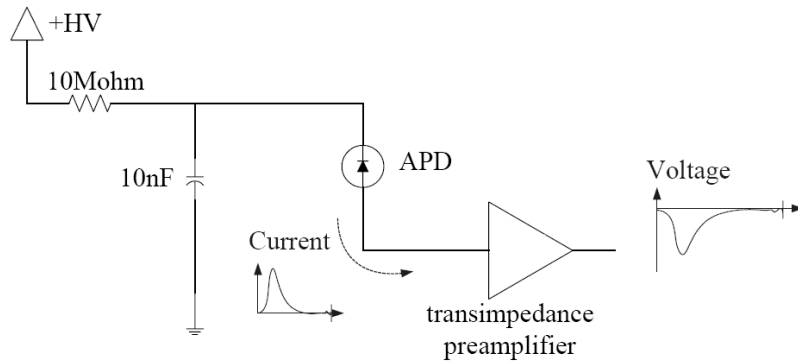 +HV
10Mohm
10nF
APD
Current
transimpedance
preamplifier
Voltage